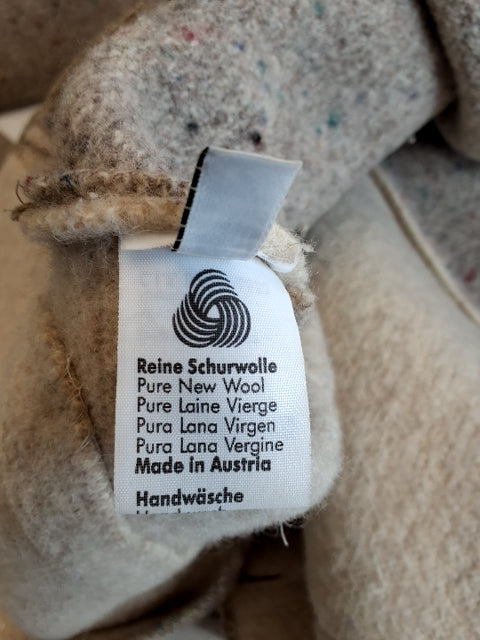 Reine Schurwolle
Pure New Wool
Pure Laine Vierge
Pura Lana Virgen
Pura Lana Vergine
Made in Austria
Handwäsche